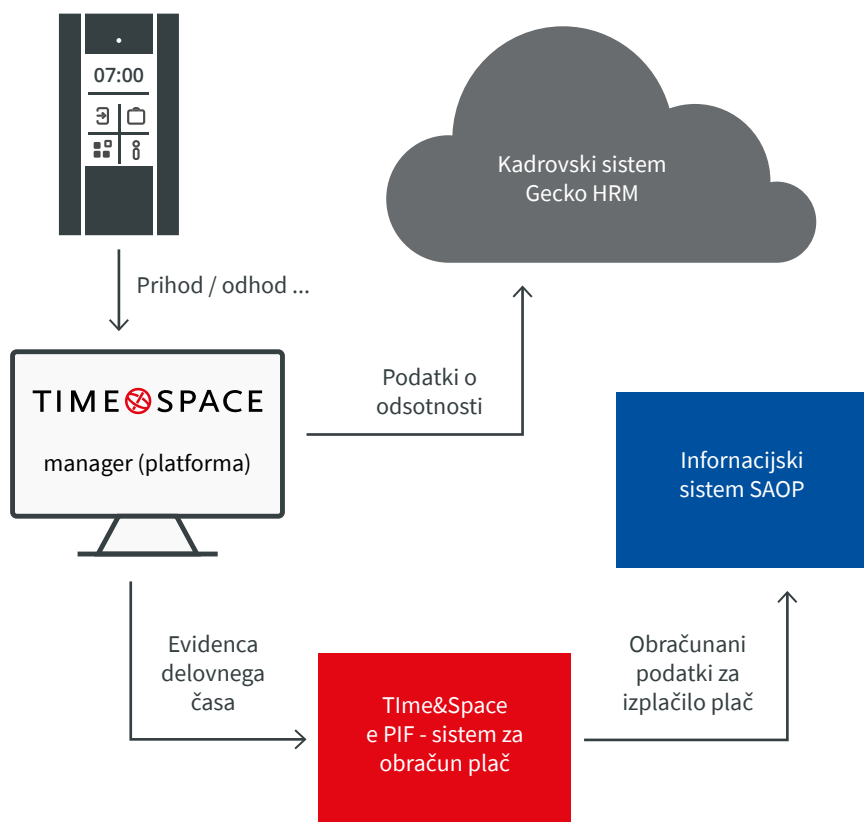 07:00
Kadrovski sistem
Gecko HRM
Prihod / odhod ...
TIME SPACE
manager (platforma)
Podatki o
odsotnosti
Infornacijski
sistem SAOP
Evidenca
delovnega
časa
TIme&Space
e PIF - sistem za
obračun plač
Obračunani
podatki za
izplačilo plač